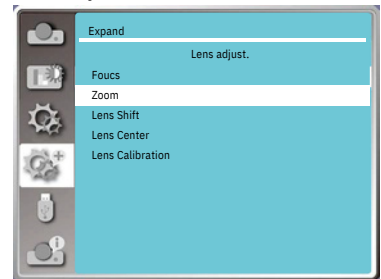 Expand
Lens adjust.
Foucs
Zoom
Lens Shift
Lens Center
Lens Calibration